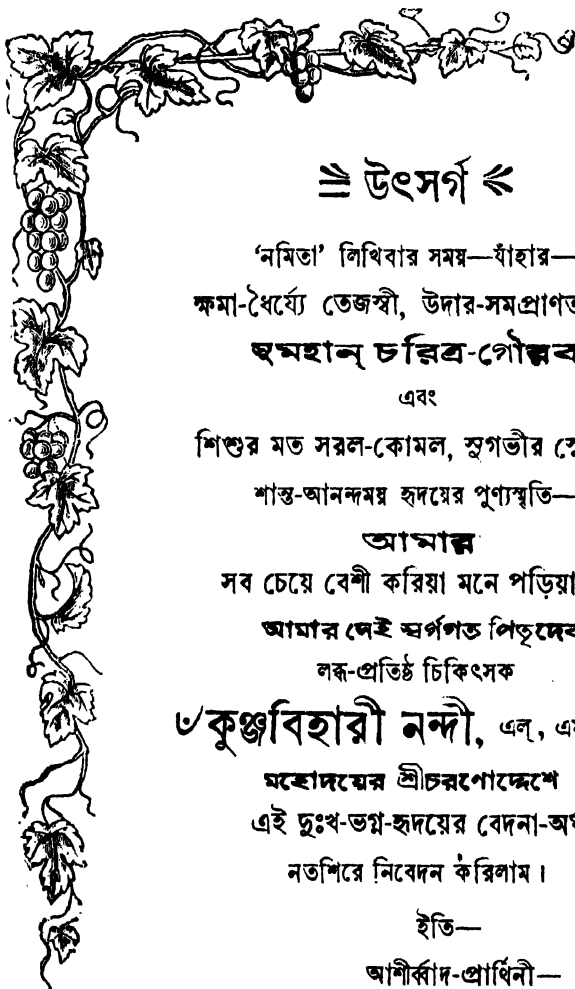 উৎসর্গ
‘নমিতা’ লিখিবার সময়—যাঁহার—
ক্ষমা-ধৈর্য্যে তেজস্বী, উদার-সমপ্রাণত
সুমহান্ চরিত্র-গৌরব
এবং
শিশুর মত সরল-কোমল, সুগভীর স্নে
শান্ত-আনন্দময় হৃদয়ের পুণ্যস্মৃতি—
আমার
সব চেয়ে বেশী করিয়া মনে পড়িয়া
আমার সেই স্বর্গগত পিতৃদেব
লব্ধ-প্রতিষ্ঠ চিকিৎসক
৺কুঞ্জবিহারী নন্দী, এল্, এম
মহোদয়ের শ্রীচরণোদ্দেশে
এই দুঃখ-ভগ্ন-হৃদয়ের বেদনা-অ
নতশিরে নিবেদন করিলাম।
ইতি—
আশীর্ব্বাদ-প্রার্থিনী—